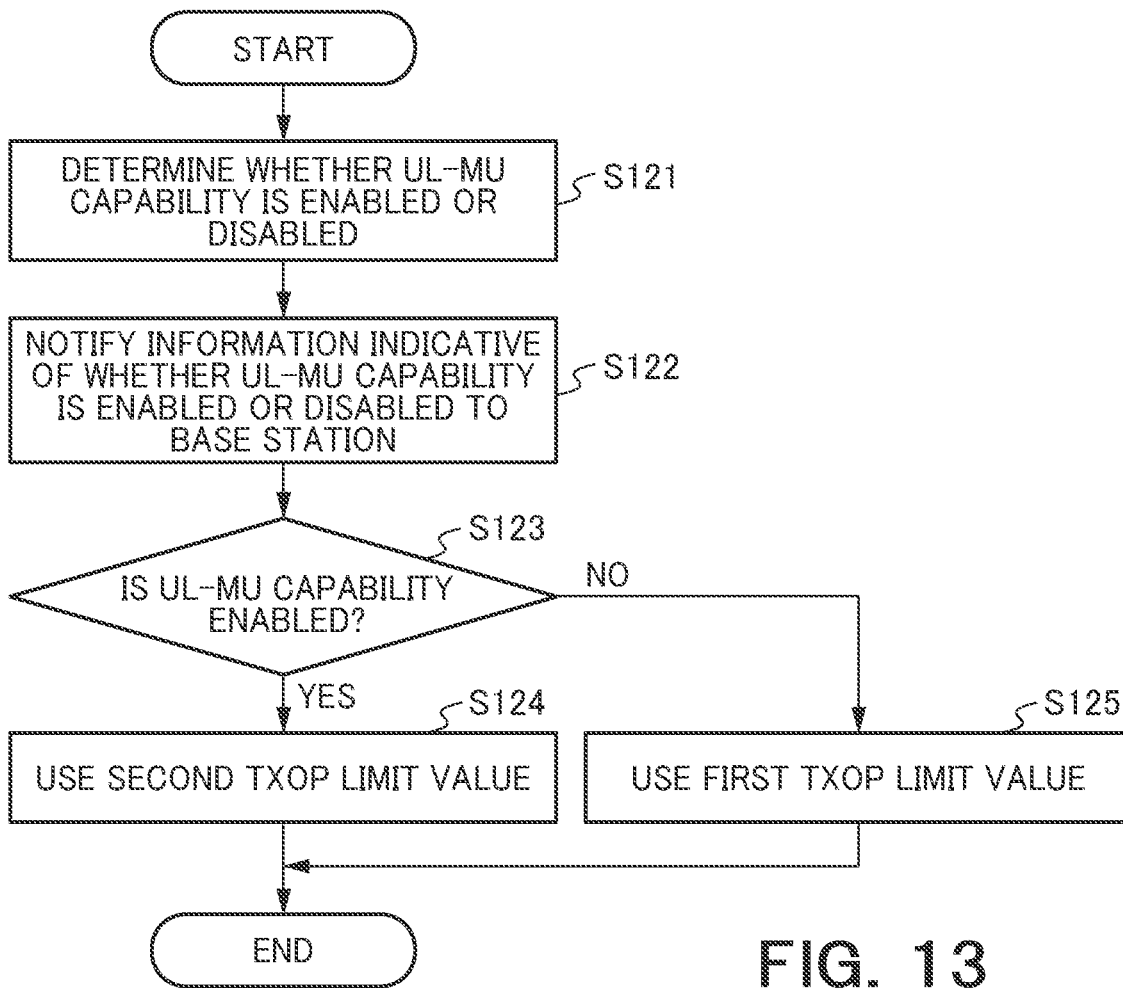 START
DETERMINE WHETHER UL-MU
CAPABILITY IS ENABLED OR
DISABLED
S121
NOTIFY INFORMATION INDICATIVE
OF WHETHER UL-MU CAPABILITY
IS ENABLED OR DISABLED TO
BASE STATION
S122
S123
IS UL-MU CAPABILITY
ENABLED?
NO
YES
S124
USE SECOND TXOP LIMIT VALUE
S125
USE FIRST TXOP LIMIT VALUE
END
FIG. 13